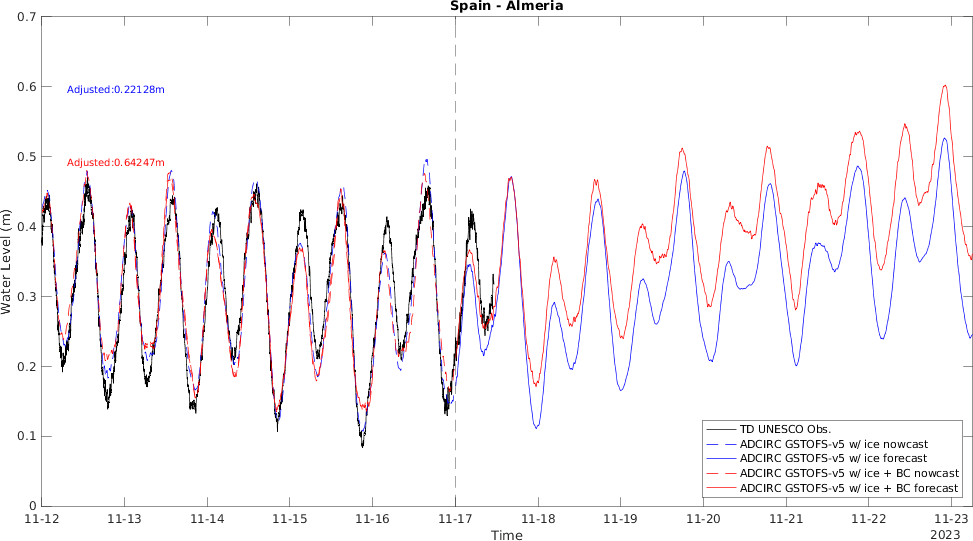 Spain - Almeria
0.7
0.6
0.5
0.4
0.3
0.2
0.1
0
Water Level (m)
Adjusted:0.22128m
Adjusted:0.64247m
TD UNESCO Obs.
ADCIRC GSTOFS-v5 w/ ice nowcast
ADCIRC GSTOFS-v5 w/ ice forecast
ADCIRC GSTOFS-v5 w/ ice + BC nowcast
ADCIRC GSTOFS-v5 w/ ice + BC forecast
11-12 11-13 11-14 11-15 11-16 11-17 11-18 11-19 11-20 11-21 11-22 11-23
Time
2023